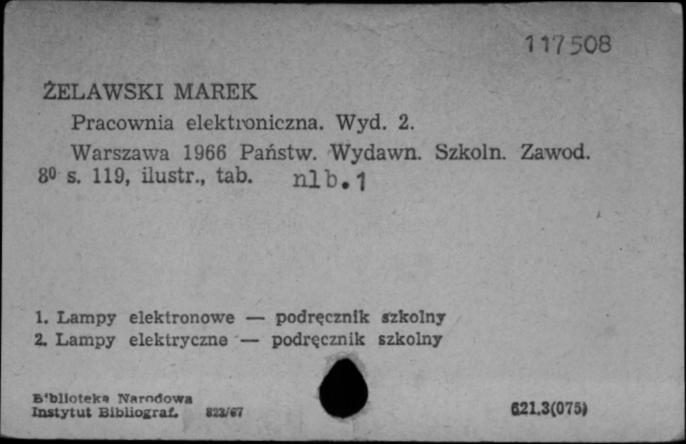 117508
ŻELAWSKI MAREK
Pracownia elektroniczna. Wyd. 2.
Warszawa 1966 Państw. Wydawn. Szkoln. Zawod.
8⁰ s. 119, ilustr., tab. nlb.1
1. Lampy elektronowe — podręcznik szkolny
2. Lampy elektryczne — podręcznik szkolny
Biblioteka Narodowa
Instytut Bibliograf. 823/67
621.3(075)